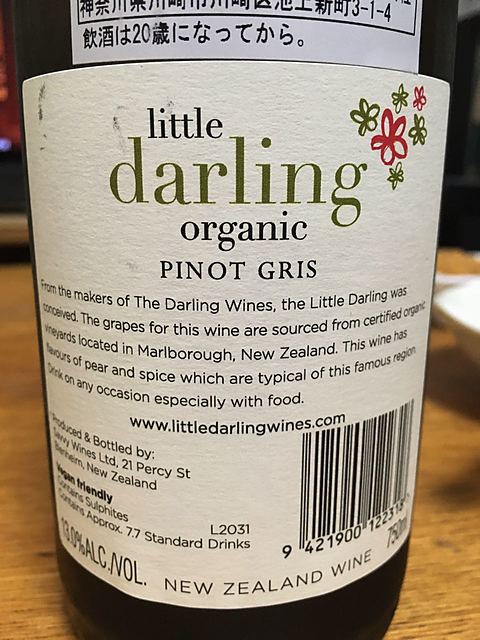 神奈川県川崎市川崎区池上新町3-1-4
飲酒は20歳になってから。
little
darling
organic
PINOT GRIS
From the makers of The Darling Wines, the Little Darling was
conceived. The grapes for this wine are sourced from certified organic
vineyards located in Marlborough, New Zealand. This wine has
flavours of pear and spice which are typical of this famous region.
Drink on any occasion especially with food.
www.littledarlingwines.com
Produced & Bottled by:
Savvy Wines Ltd, 21 Percy St
Blenheim, New Zealand
Vegan friendly
Contains Sulphites
Contains Approx. 7.7 Standard Drinks
L2031
13.0%ALC./VOL.
NEW ZEALAND WINE
750ml
9 421900 122318